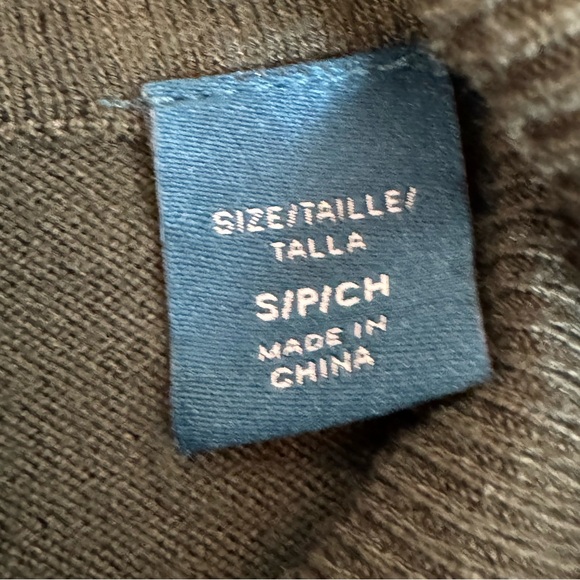 SIZE/TAILLE/
TALLA
S/P/CH
MADE IN
CHINA